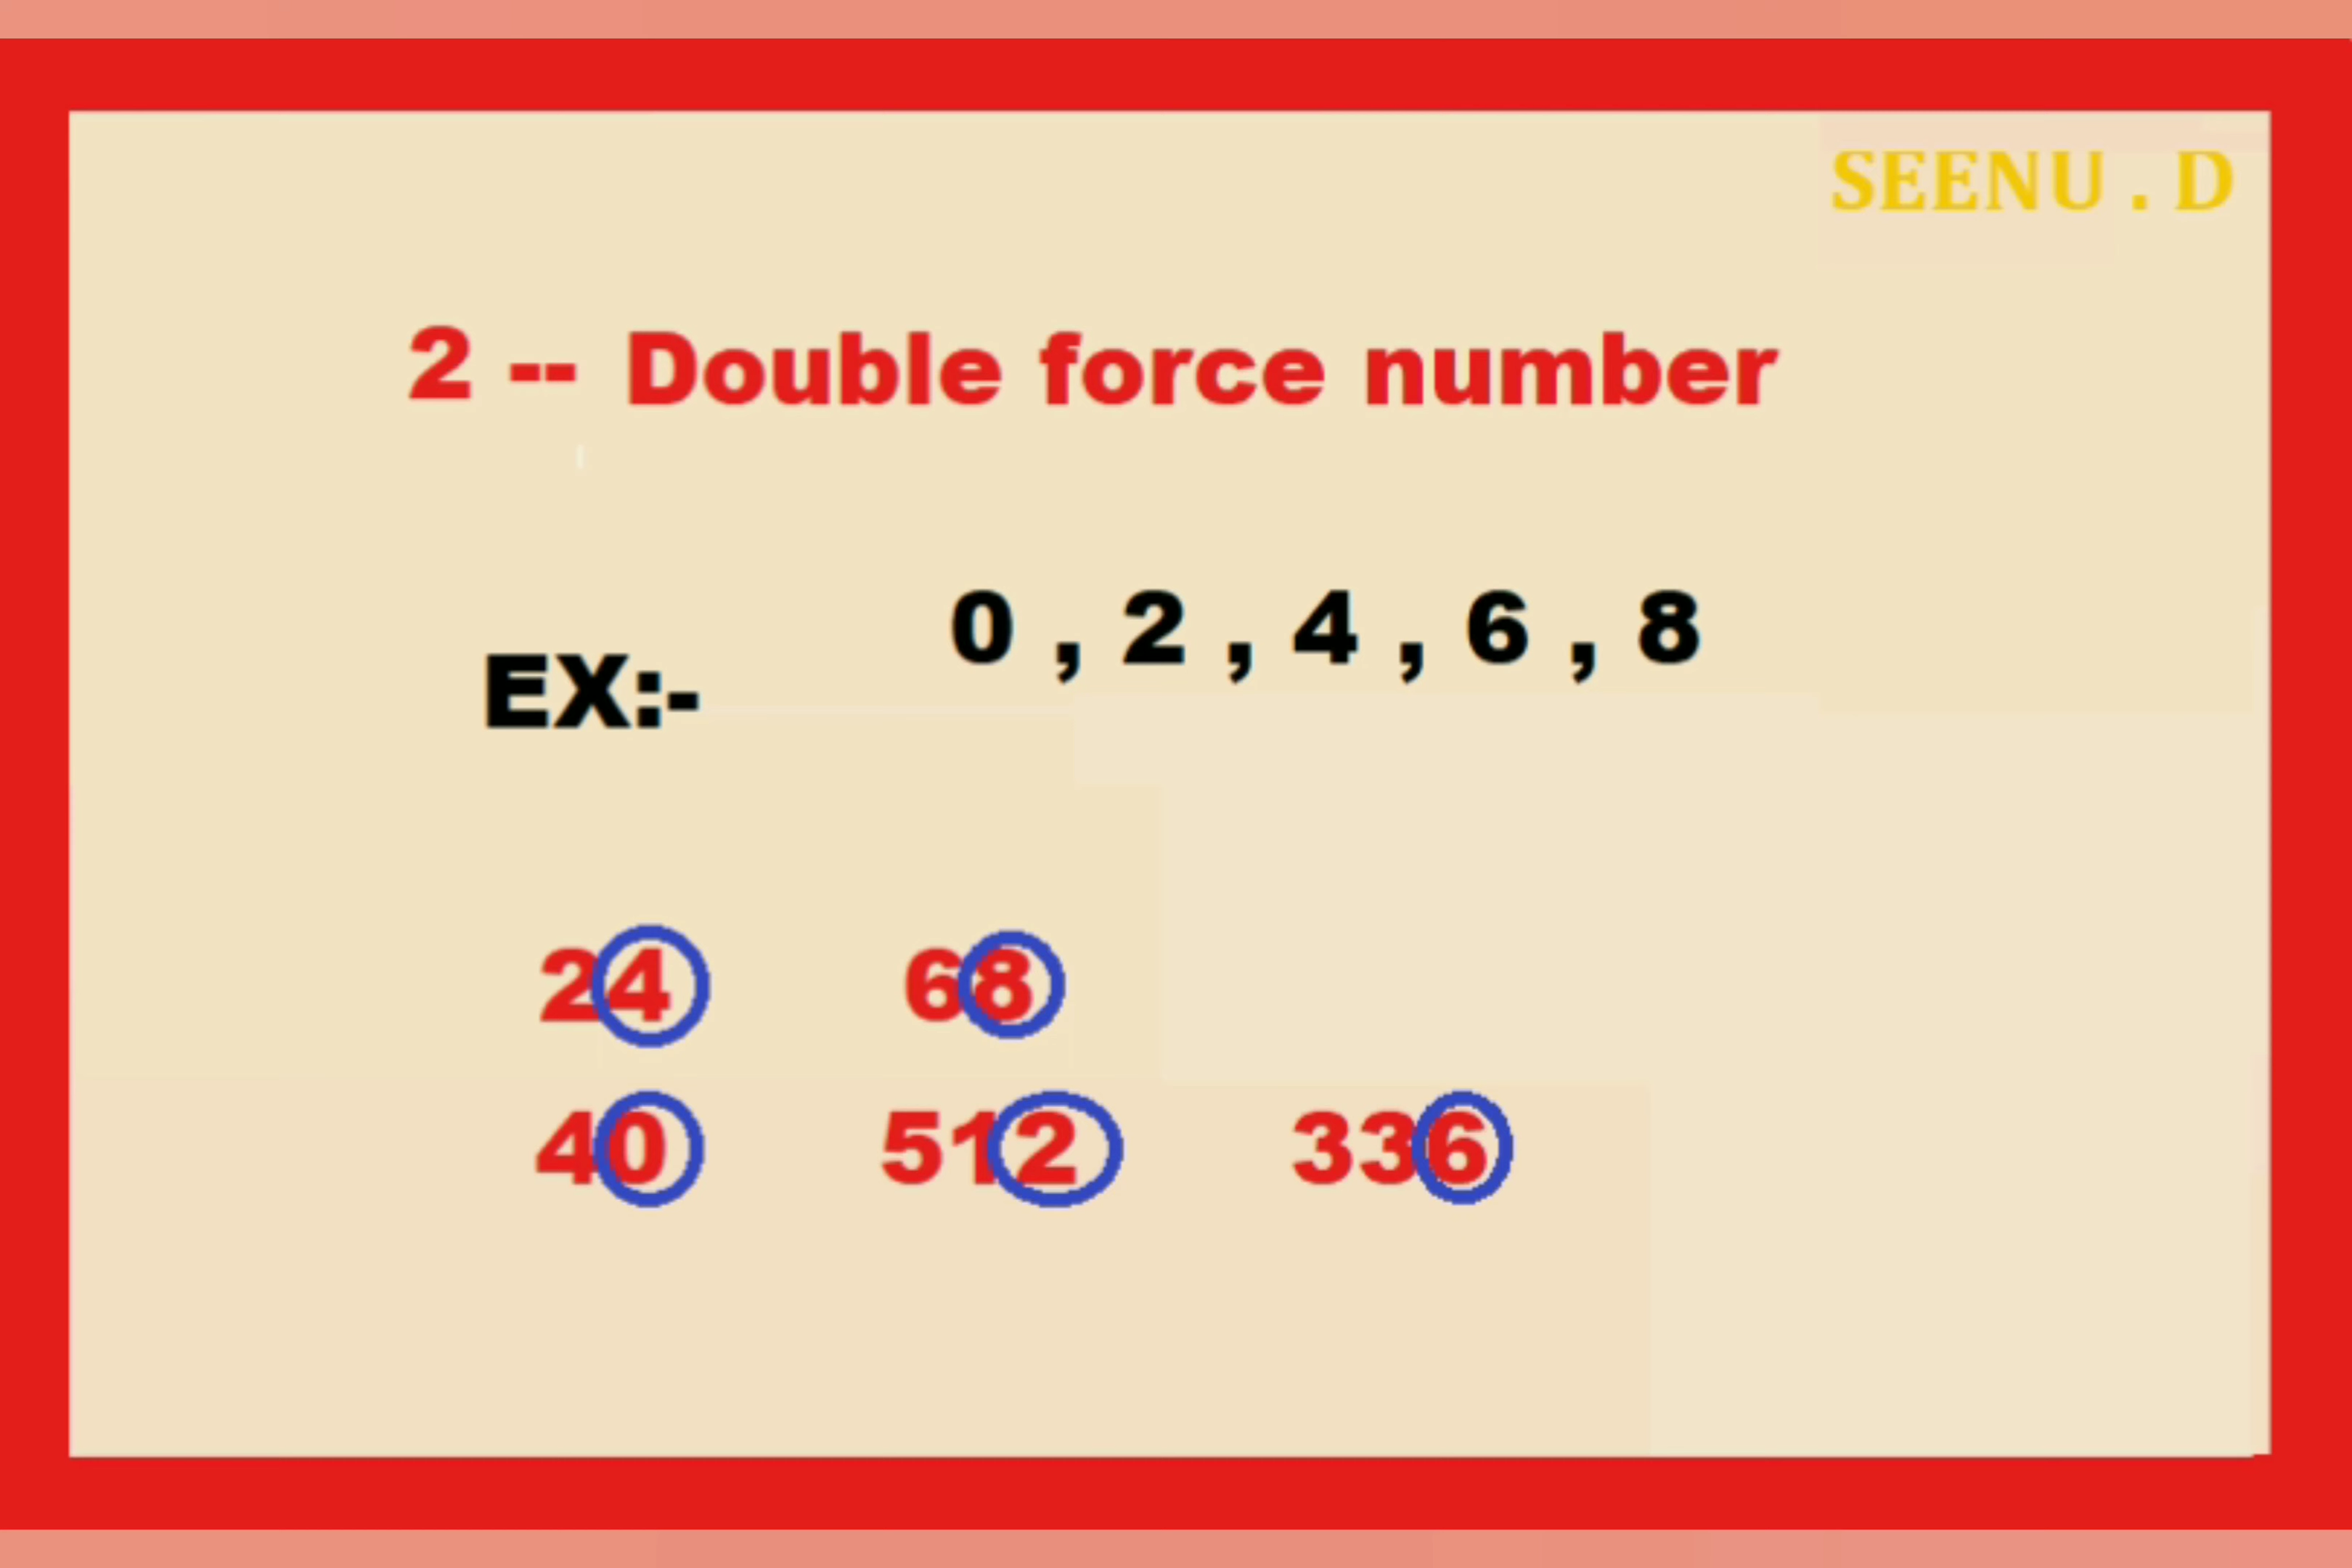 SEENU . D
2 -- Double force number
0 , 2 , 4 , 6 , 8
EX:-
24 68
40 512 336